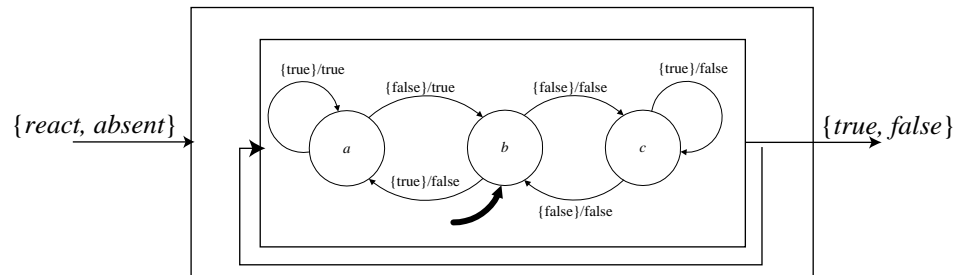 {true}/true
{false}/true
{false}/false
{true}/false
{react, absent}
{true, false}
a
b
c
{true}/false
{false}/false